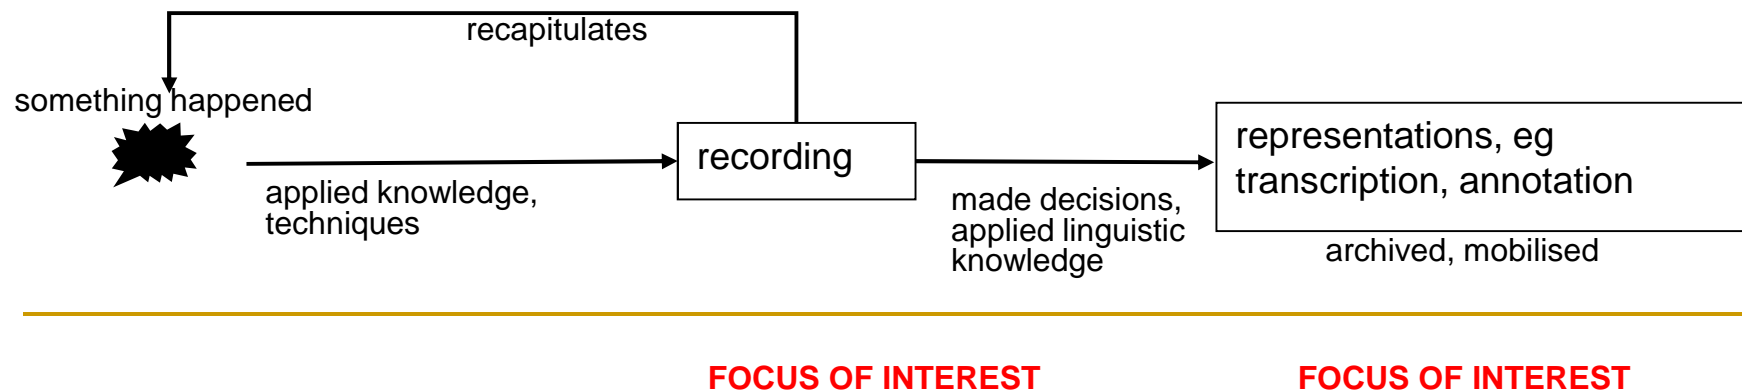 recapitulates
something happened
applied knowledge,
techniques
recording
made decisions,
applied linguistic
knowledge
representations, eg
transcription, annotation
archived, mobilised
FOCUS OF INTEREST
FOCUS OF INTEREST